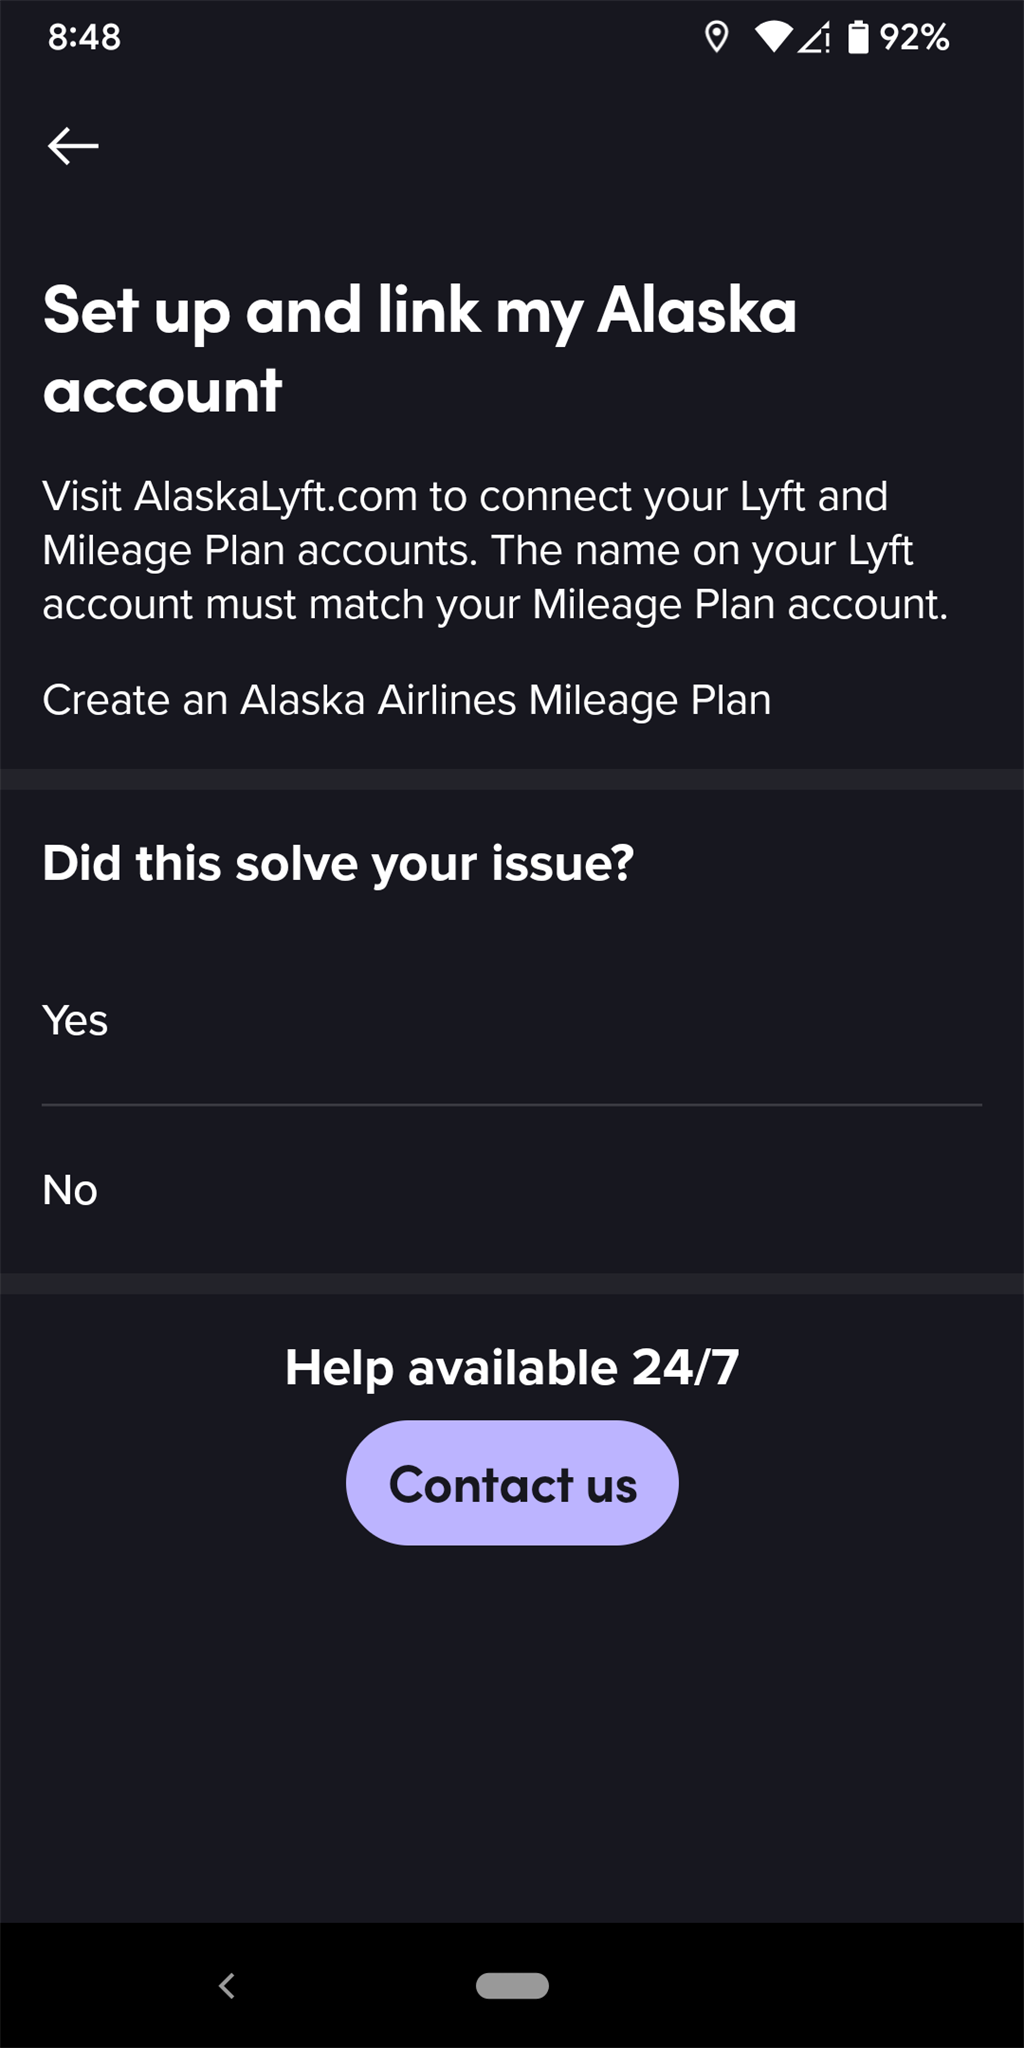 8:48
92%
Set up and link my Alaska
account
Visit AlaskaLyft.com to connect your Lyft and
Mileage Plan accounts. The name on your Lyft
account must match your Mileage Plan account.
Create an Alaska Airlines Mileage Plan
Did this solve your issue?
Yes
No
Help available 24/7
Contact us